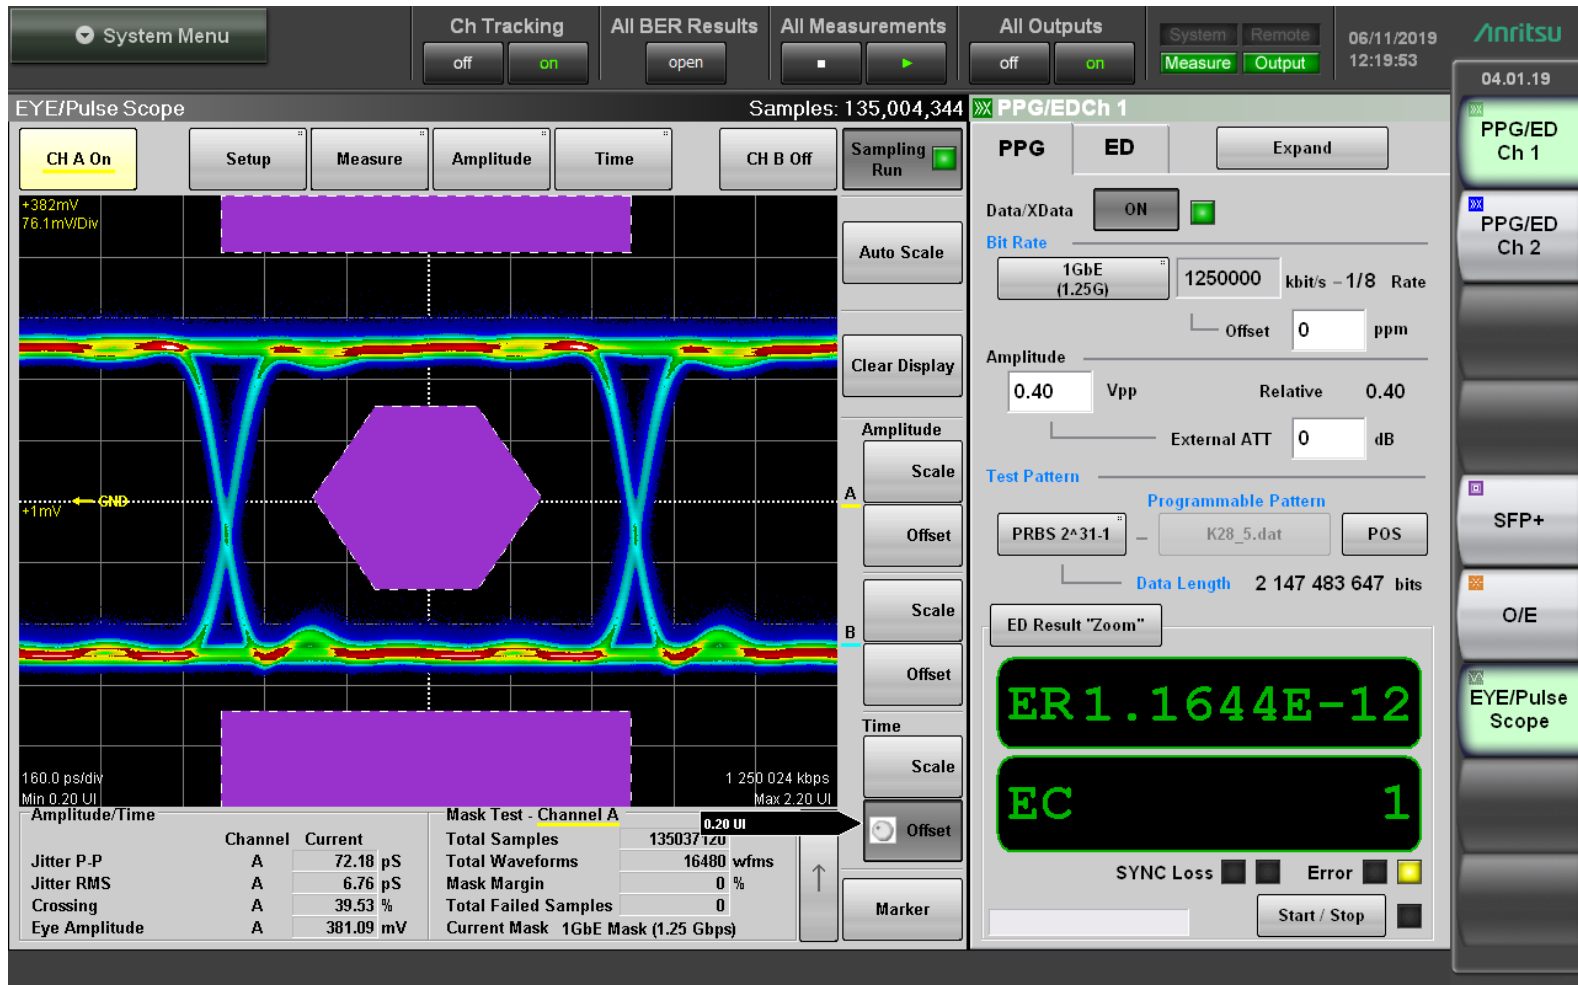 System Menu
Ch Tracking
off on
All BER Results
open
All Measurements
All Outputs
off on
System Remote
Measure Output
06/11/2019
12:19:53
Anritsu
04.01.19
EYE/Pulse Scope Samples: 135,004,344
CH A On Setup Measure Amplitude Time CH B Off
Sampling
Run
+382mV
76.1mV/Div
GND
+1mV
160.0 ps/div 1 250 024 kbps
Min 0.20 UI Max 2.20 UI
Auto Scale
Clear Display
Amplitude
A
Scale
Offset
B
Scale
Offset
Time
Scale
Offset
0.20 UI
Marker
Amplitude/Time
Channel Current
Jitter P-P A 72.18 pS
Jitter RMS A 6.76 pS
Crossing A 39.53 %
Eye Amplitude A 381.09 mV
Mask Test - Channel A
Total Samples 135037120
Total Waveforms 16480 wfms
Mask Margin 0 %
Total Failed Samples 0
Current Mask 1GbE Mask (1.25 Gbps)
PPG/EDCh 1
PPG ED Expand
Data/XData ON
Bit Rate
1GbE
(1.25G)
1250000 kbit/s - 1/8 Rate
Offset 0 ppm
Amplitude
0.40 Vpp Relative 0.40
External ATT 0 dB
Test Pattern
Programmable Pattern
PRBS 2^31-1 - K28_5.dat POS
Data Length 2 147 483 647 bits
ED Result "Zoom"
ER 1.1644E-12
EC 1
SYNC Loss Error
Start / Stop
PPG/ED
Ch 1
PPG/ED
Ch 2
SFP+
O/E
EYE/Pulse
Scope